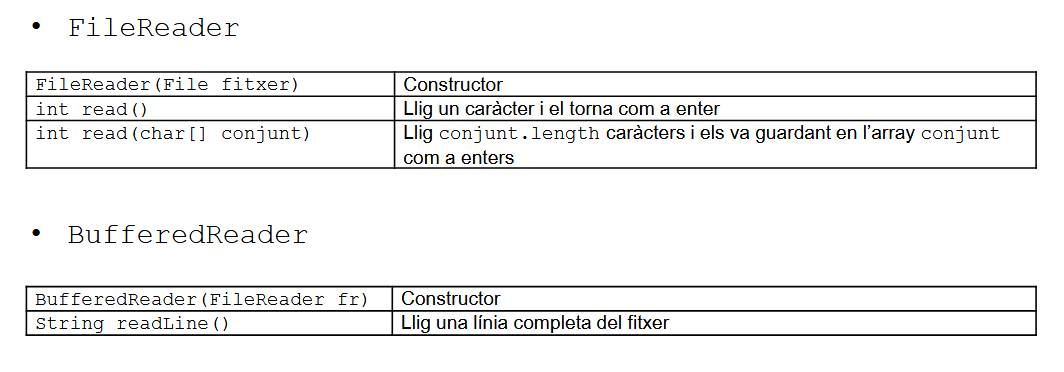 • FileReader
FileReader(File fitxer) Constructor
int read() Llig un caràcter i el torna com a enter
int read(char[] conjunt) Llig conjunt.length caràcters i els va guardant en l'array conjunt
com a enters
• BufferedReader
BufferedReader(FileReader fr) Constructor
String readLine() Llig una línia completa del fitxer